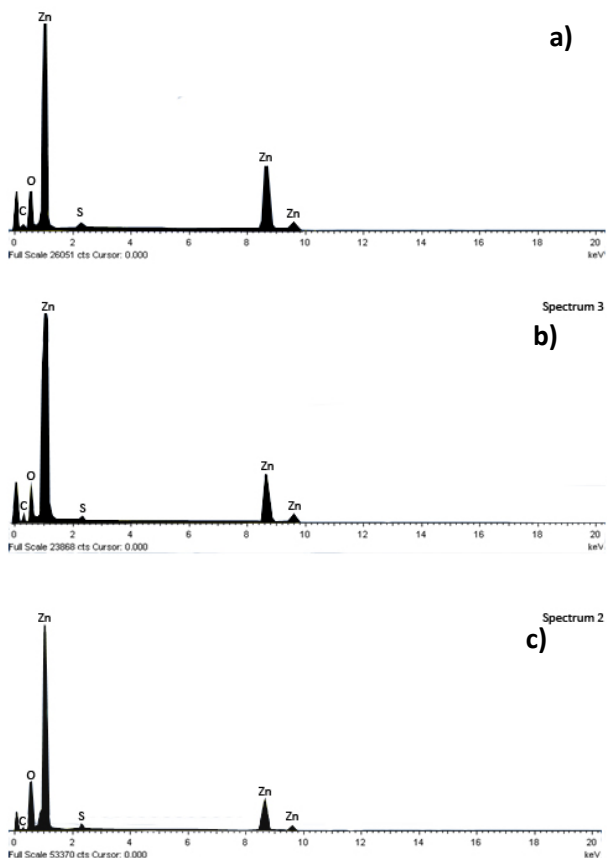 Zn
a)
Zn
O
C
S
Zn
0 2 4 6 8 10 12 14 16 18 20
Full Scale 26051 cts Cursor: 0.000 keV
Zn
Spectrum 3
b)
Zn
O
C
S
Zn
0 2 4 6 8 10 12 14 16 18 20
Full Scale 23868 cts Cursor: 0.000 keV
Zn
Spectrum 2
c)
O
Zn
C
S
Zn
0 2 4 6 8 10 12 14 16 18 20
Full Scale 53370 cts Cursor: 0.000 keV